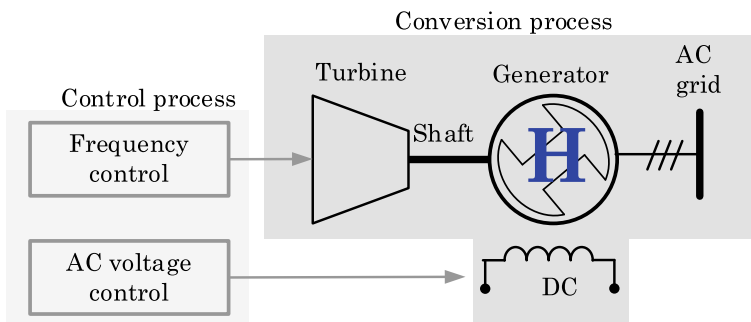 Conversion process
Turbine
Generator
AC
grid
Control process
Shaft
Frequency
control
H
AC voltage
control
DC